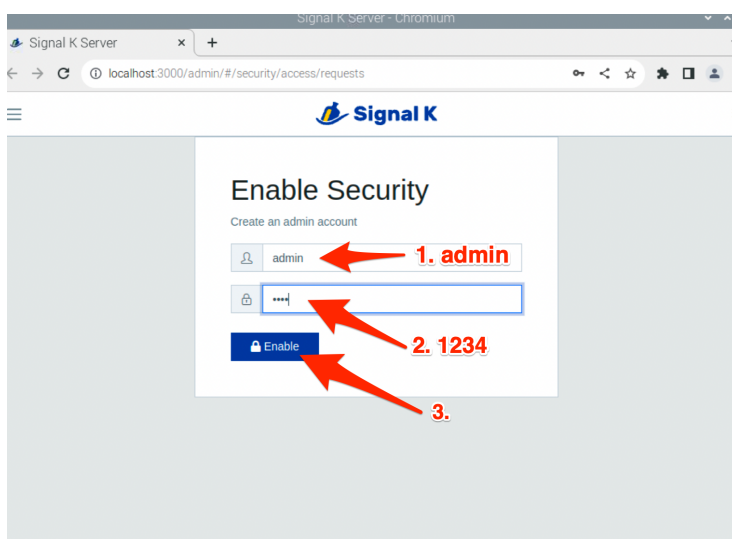 Signal K Server - Chromium
Signal K Server
localhost:3000/admin/#/security/access/requests
Signal K
Enable Security
Create an admin account
admin
1. admin
••••
2. 1234
Enable
3.